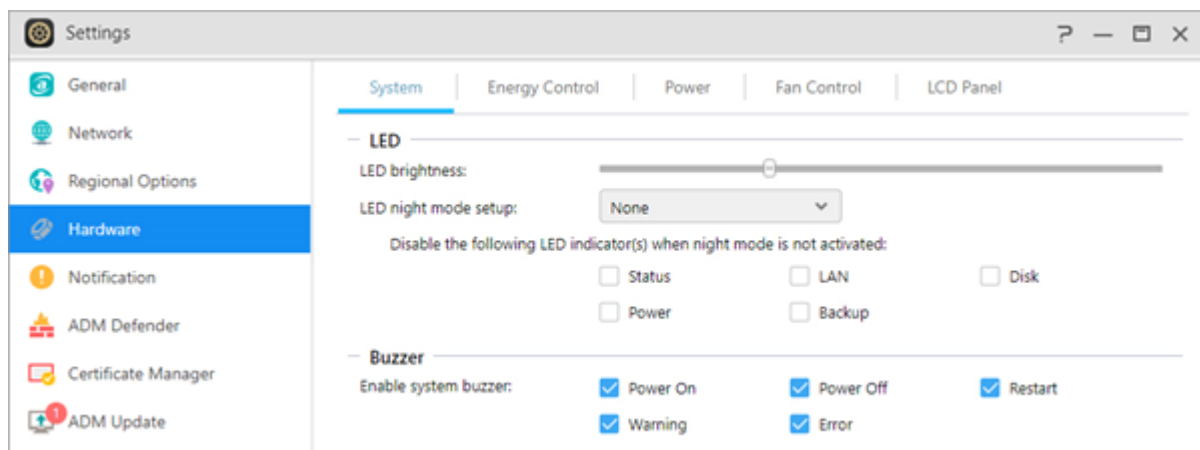 Settings
General
Network
Regional Options
Hardware
Notification
ADM Defender
Certificate Manager
1
ADM Update
System Energy Control Power Fan Control LCD Panel
LED
LED brightness:
LED night mode setup: None
Disable the following LED indicator(s) when night mode is not activated:
Status LAN Disk
Power Backup
Buzzer
Enable system buzzer: Power On Power Off Restart
Warning Error